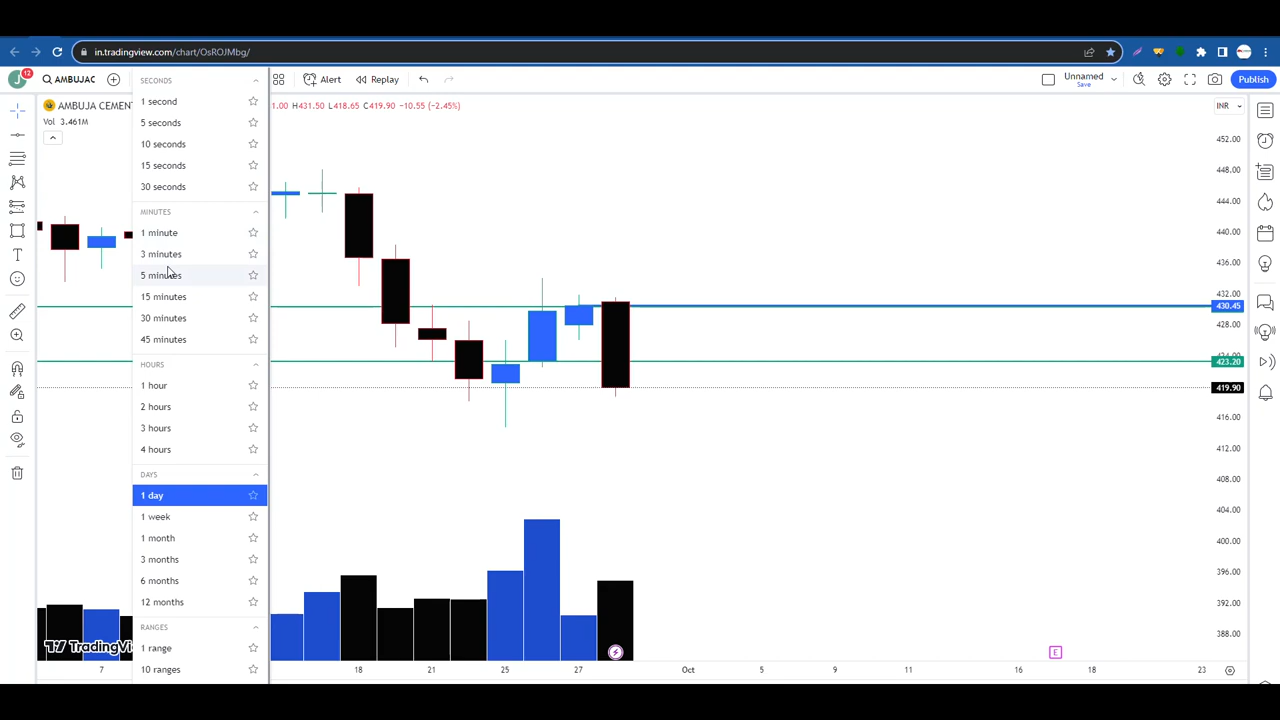 in.tradingview.com/chart/OsROJMbg/
J
12
AMBUJAC
Alert
Replay
Unnamed
Save
Publish
AMBUJA CEMENT
1.00 H431.50 L418.65 C419.90 −10.55 (−2.45%)
INR
Vol 3.461M
SECONDS
1 second
5 seconds
10 seconds
15 seconds
30 seconds
MINUTES
1 minute
3 minutes
5 minutes
15 minutes
30 minutes
45 minutes
HOURS
1 hour
2 hours
3 hours
4 hours
DAYS
1 day
1 week
1 month
3 months
6 months
12 months
RANGES
1 range
10 ranges
452.00
448.00
444.00
440.00
436.00
432.00
430.45
428.00
423.20
419.90
416.00
412.00
408.00
404.00
400.00
396.00
392.00
388.00
TradingVi
E
7
18
21
25
27
Oct
5
9
11
16
18
23